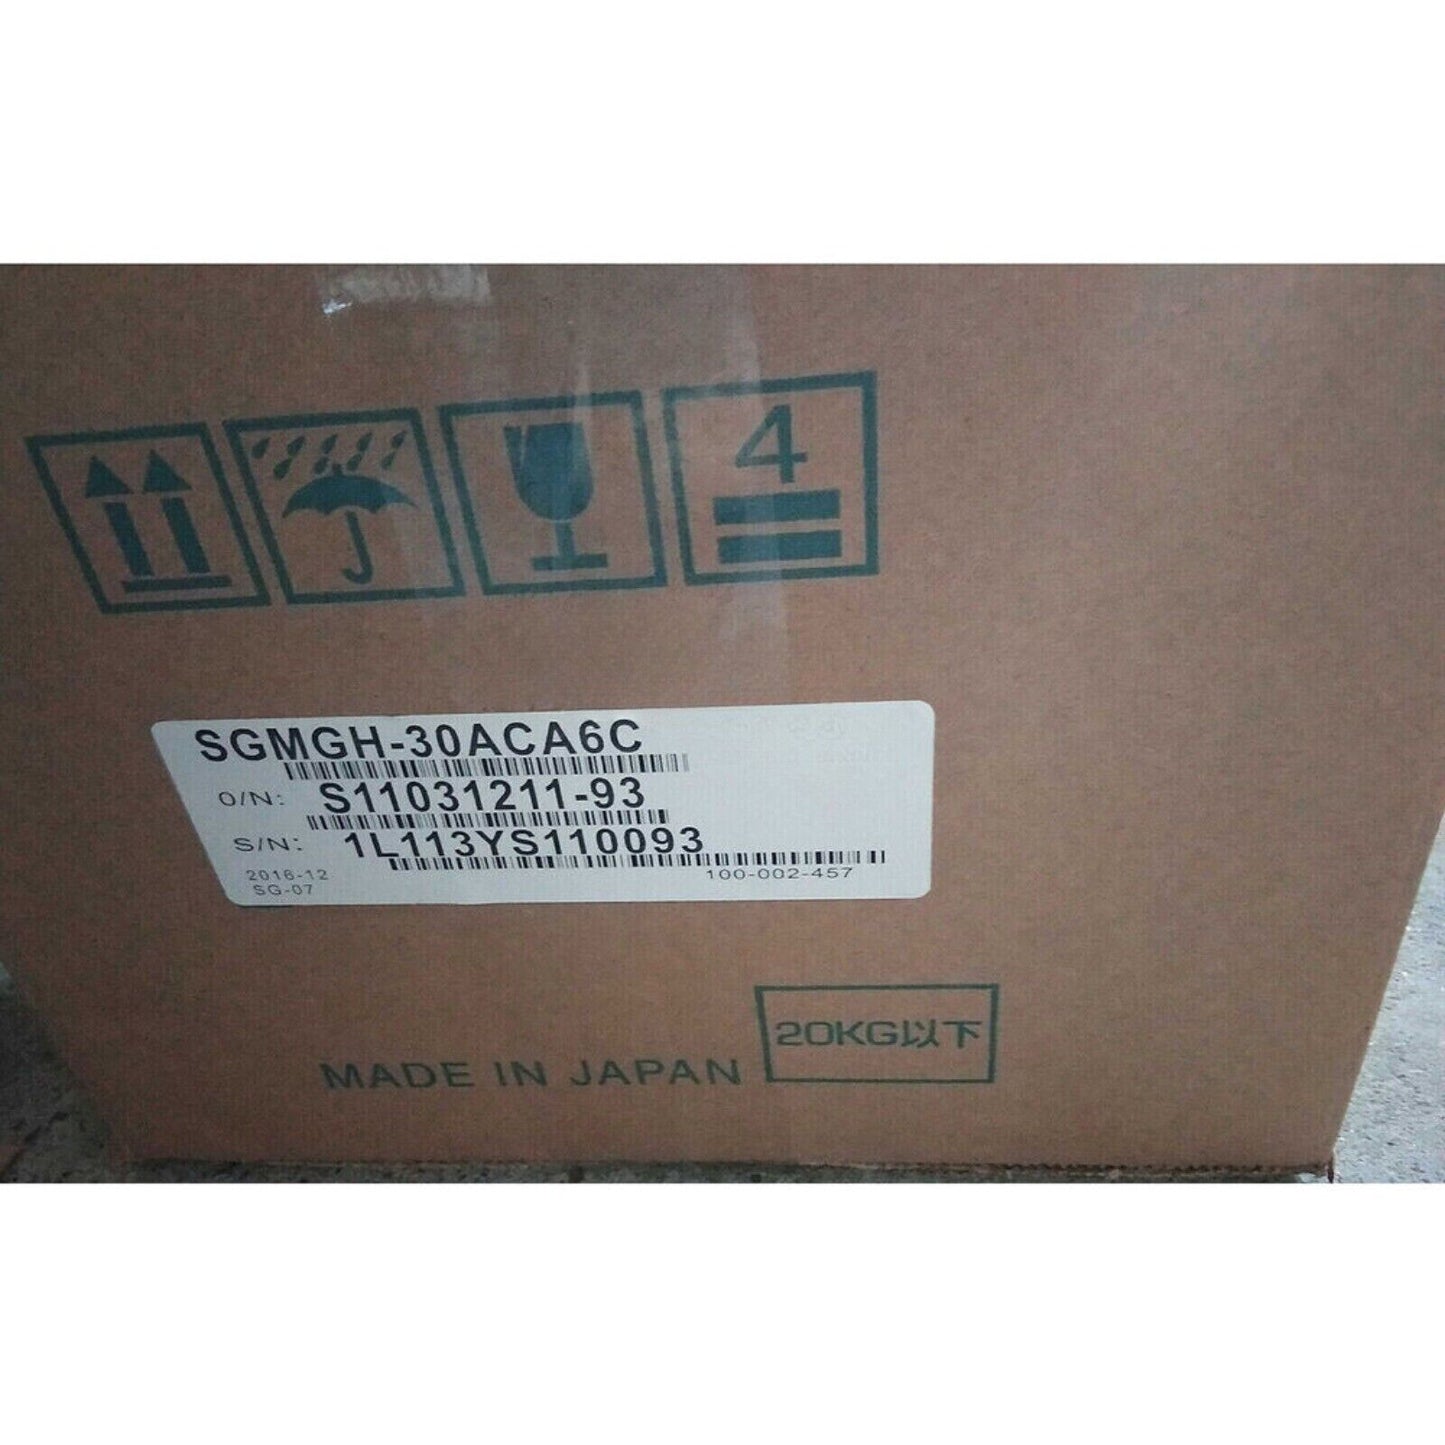 4
SGMGH-30ACA6C
O/N: S11031211-93
S/N: 1L113YS110093
2016-12 100-002-457
SG-07
20KG以下
MADE IN JAPAN